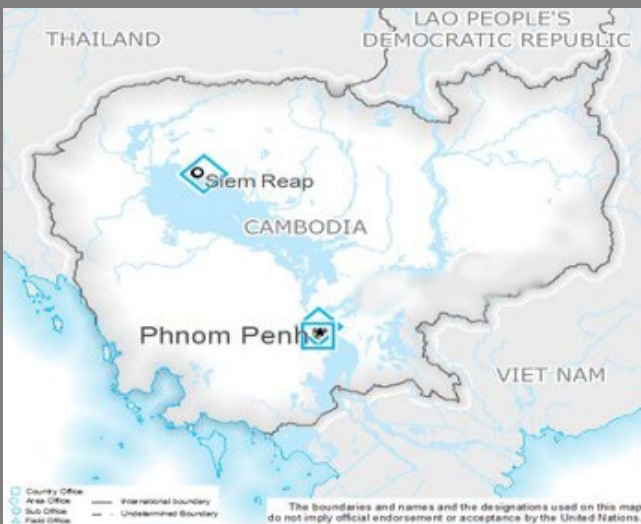 LAO PEOPLE'S
THAILAND
DEMOCRATIC REPUBLIC
Siem Reap
CAMBODIA
Phnom Penh
VIET NAM
Country Office
Area Office
International boundary
Sub Office
Undetermined Boundary
Field Office
The boundaries and names and the designations used on this map
do not imply official endorsement or acceptance by the United Nations.